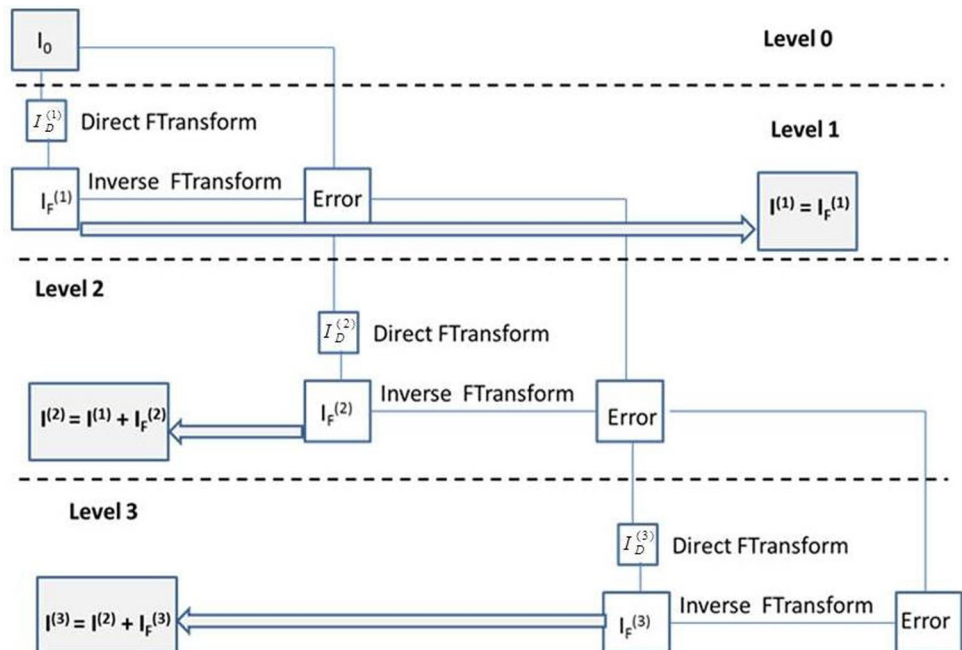 I₀
Level 0
I_D^(1) Direct FTransform
Level 1
Inverse FTransform
I_F^(1)
Error
I^(1) = I_F^(1)
Level 2
I_D^(2) Direct FTransform
Inverse FTransform
I^(2) = I^(1) + I_F^(2)
I_F^(2)
Error
Level 3
I_D^(3) Direct FTransform
Inverse FTransform
I^(3) = I^(2) + I_F^(3)
I_F^(3)
Error